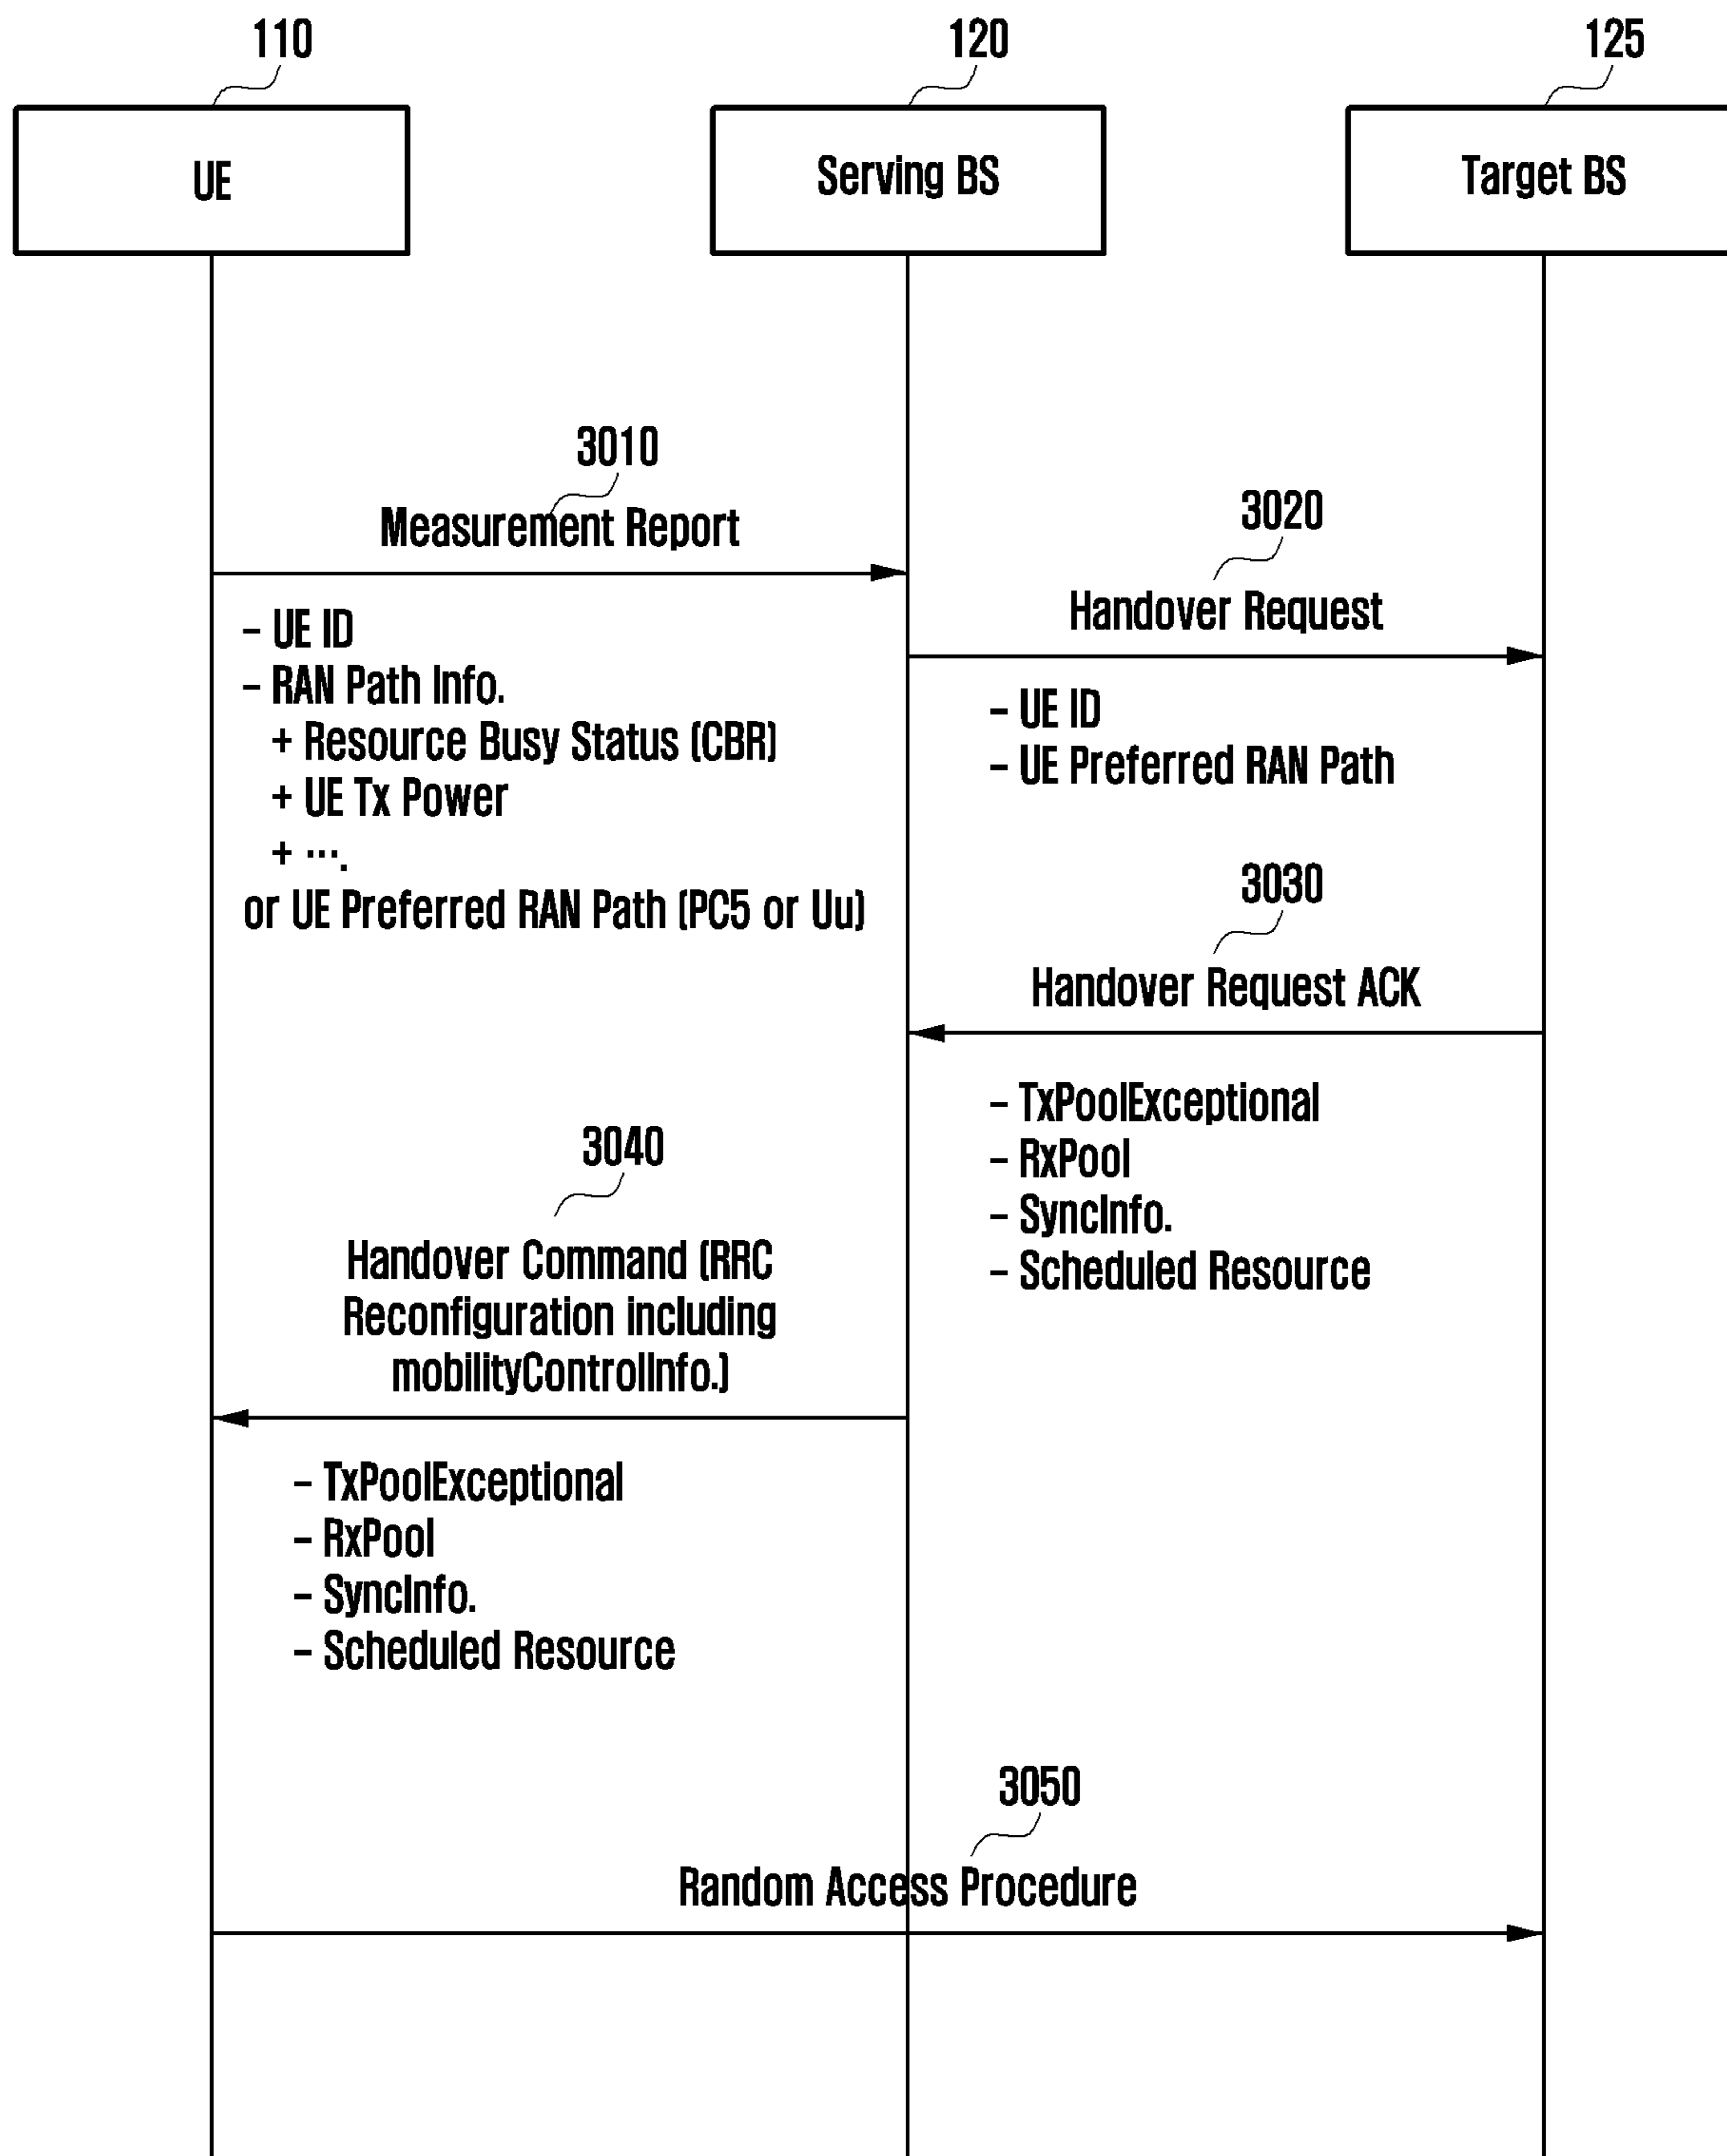 110
120
125
UE
Serving BS
Target BS
3010
Measurement Report
– UE ID
– RAN Path Info.
+ Resource Busy Status (CBR)
+ UE Tx Power
+ ···.
or UE Preferred RAN Path (PC5 or Uu)
3020
Handover Request
– UE ID
– UE Preferred RAN Path
3030
Handover Request ACK
– TxPoolExceptional
– RxPool
– SyncInfo.
– Scheduled Resource
3040
Handover Command (RRC
Reconfiguration including
mobilityControlInfo.)
– TxPoolExceptional
– RxPool
– SyncInfo.
– Scheduled Resource
3050
Random Access Procedure